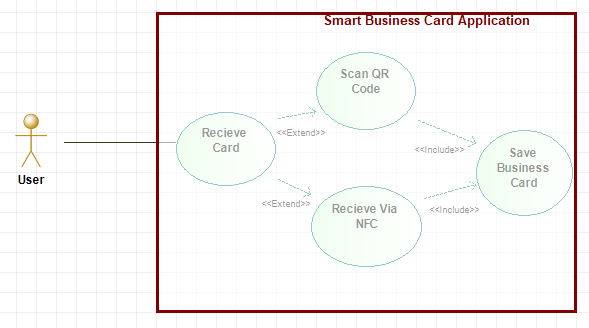 Smart Business Card Application
Scan QR
Code
Recieve
Card
<<Extend>>
<<Include>>
Save
Business
Card
User
<<Extend>>
Recieve Via
NFC
<<Include>>